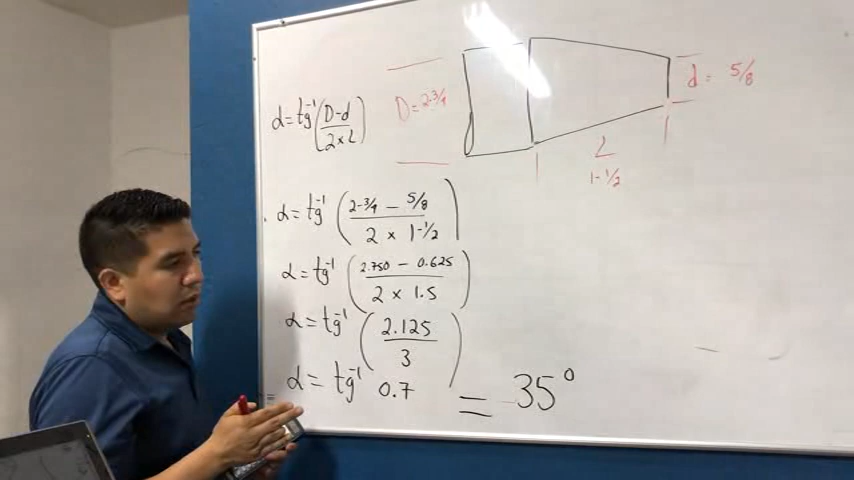 α = tg⁻¹(D-d / 2×L)
D = 2-3/4
d = 5/8
L
1-1/2
α = tg⁻¹ (2-3/4 - 5/8 / 2 × 1-1/2)
α = tg⁻¹ (2.750 - 0.625 / 2 × 1.5)
α = tg⁻¹ (2.125 / 3)
α = tg⁻¹ 0.7 = 35°